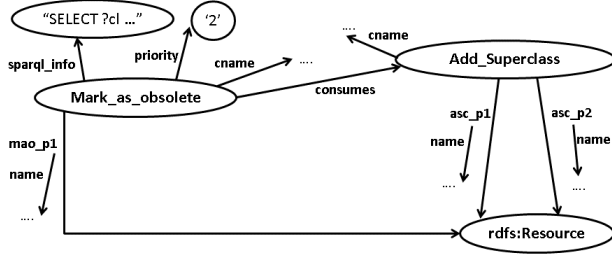 “SELECT ?cl …”
‘2’
....
cname
sparql_info
priority
cname
....
Add_Superclass
Mark_as_obsolete
consumes
mao_p1
asc_p1
asc_p2
name
name
name
....
....
....
rdfs:Resource